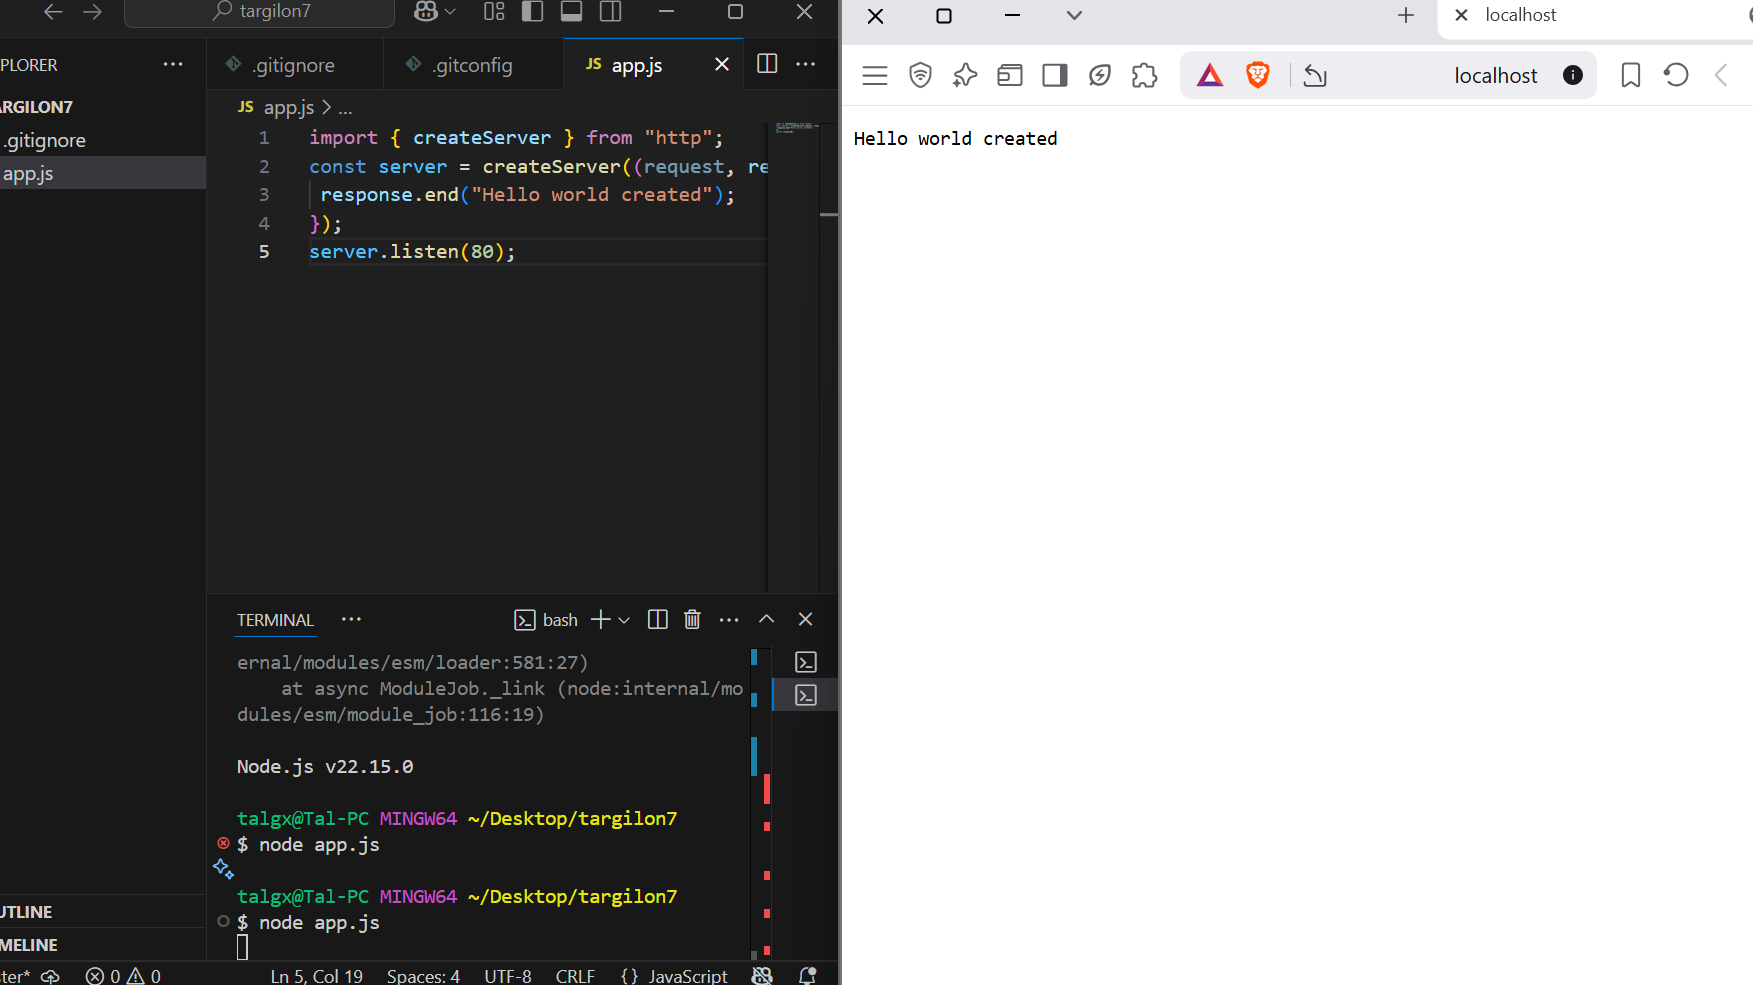 targilon7
PLORER
.gitignore
.gitconfig
JS app.js
ARGILON7
.gitignore
app.js
JS app.js > ...
1 import { createServer } from "http";
2 const server = createServer((request, re
3 response.end("Hello world created");
4 });
5 server.listen(80);
TERMINAL
bash
ernal/modules/esm/loader:581:27)
at async ModuleJob._link (node:internal/mo
dules/esm/module_job:116:19)
Node.js v22.15.0
talgx@Tal-PC MINGW64 ~/Desktop/targilon7
$ node app.js
talgx@Tal-PC MINGW64 ~/Desktop/targilon7
$ node app.js
UTLINE
MELINE
ter* 0 0 Ln 5, Col 19 Spaces: 4 UTF-8 CRLF {} JavaScript
localhost
localhost
Hello world created